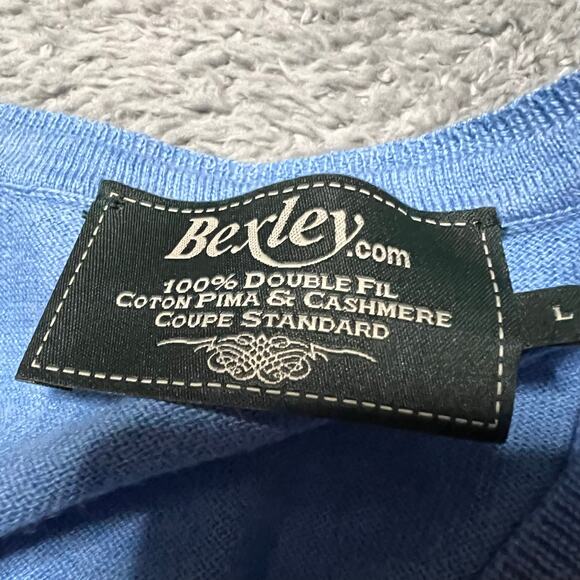 Bexley.com
100% DOUBLE FIL
COTON PIMA & CASHMERE
COUPE STANDARD
L